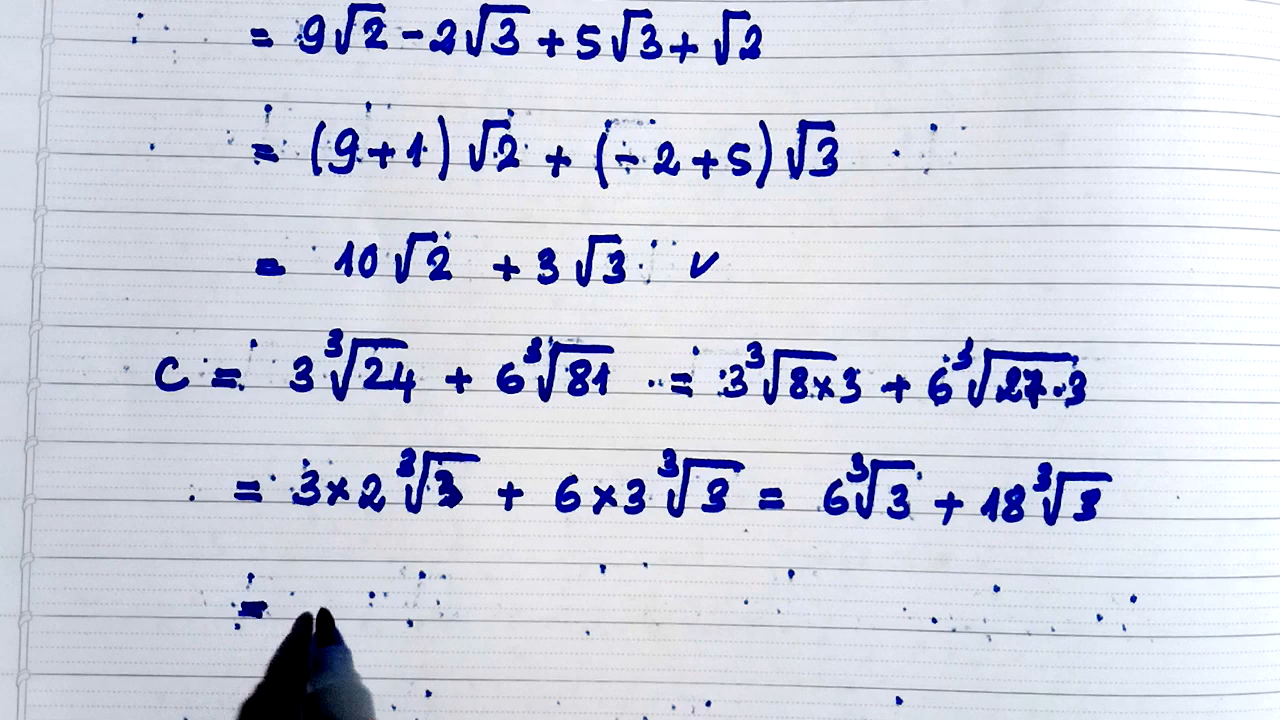 = 9√2 - 2√3 + 5√3 + √2
= (9+1)√2 + (-2+5)√3
= 10√2 + 3√3 ✓
C = 3∛24 + 6∛81 = 3∛8×3 + 6∛27·3
= 3×2∛3 + 6×3∛3 = 6∛3 + 18∛3
=